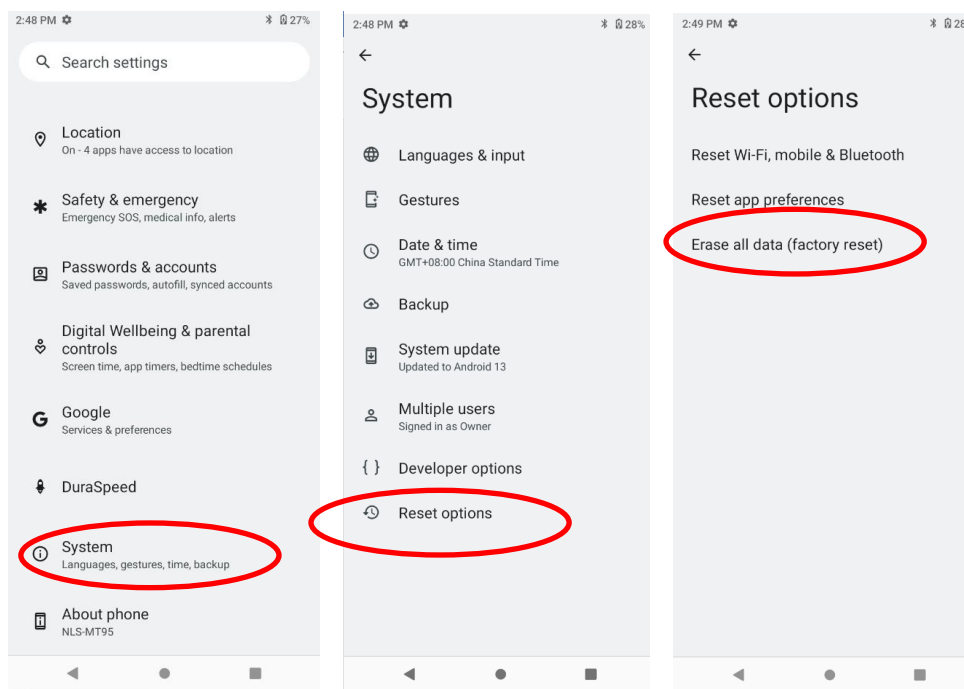 2:48 PM 27%
Search settings
Location
On - 4 apps have access to location
Safety & emergency
Emergency SOS, medical info, alerts
Passwords & accounts
Saved passwords, autofill, synced accounts
Digital Wellbeing & parental
controls
Screen time, app timers, bedtime schedules
Google
Services & preferences
DuraSpeed
System
Languages, gestures, time, backup
About phone
NLS-MT95
2:48 PM 28%
System
Languages & input
Gestures
Date & time
GMT+08:00 China Standard Time
Backup
System update
Updated to Android 13
Multiple users
Signed in as Owner
Developer options
Reset options
2:49 PM 28
Reset options
Reset Wi-Fi, mobile & Bluetooth
Reset app preferences
Erase all data (factory reset)